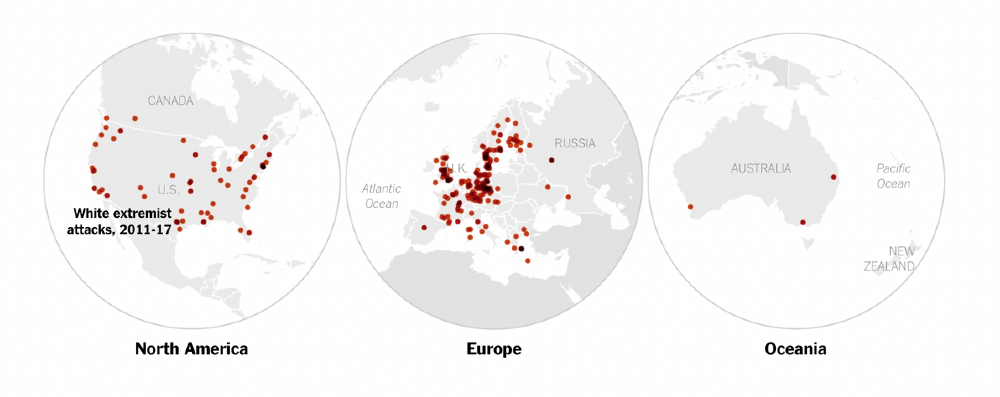 CANADA
U.S.
White extremist
attacks, 2011-17
North America
RUSSIA
U.K.
Atlantic
Ocean
Europe
AUSTRALIA
Pacific
Ocean
NEW
ZEALAND
Oceania